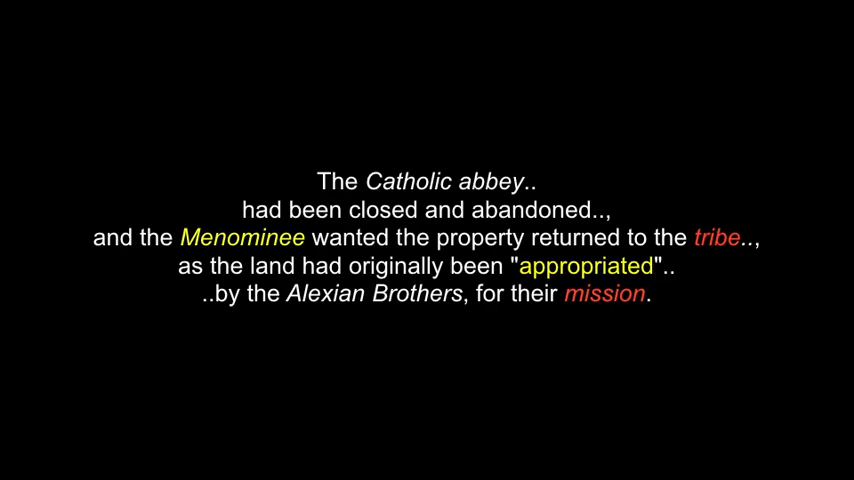 The Catholic abbey..
had been closed and abandoned..,
and the Menominee wanted the property returned to the tribe..,
as the land had originally been "appropriated"..
..by the Alexian Brothers, for their mission.